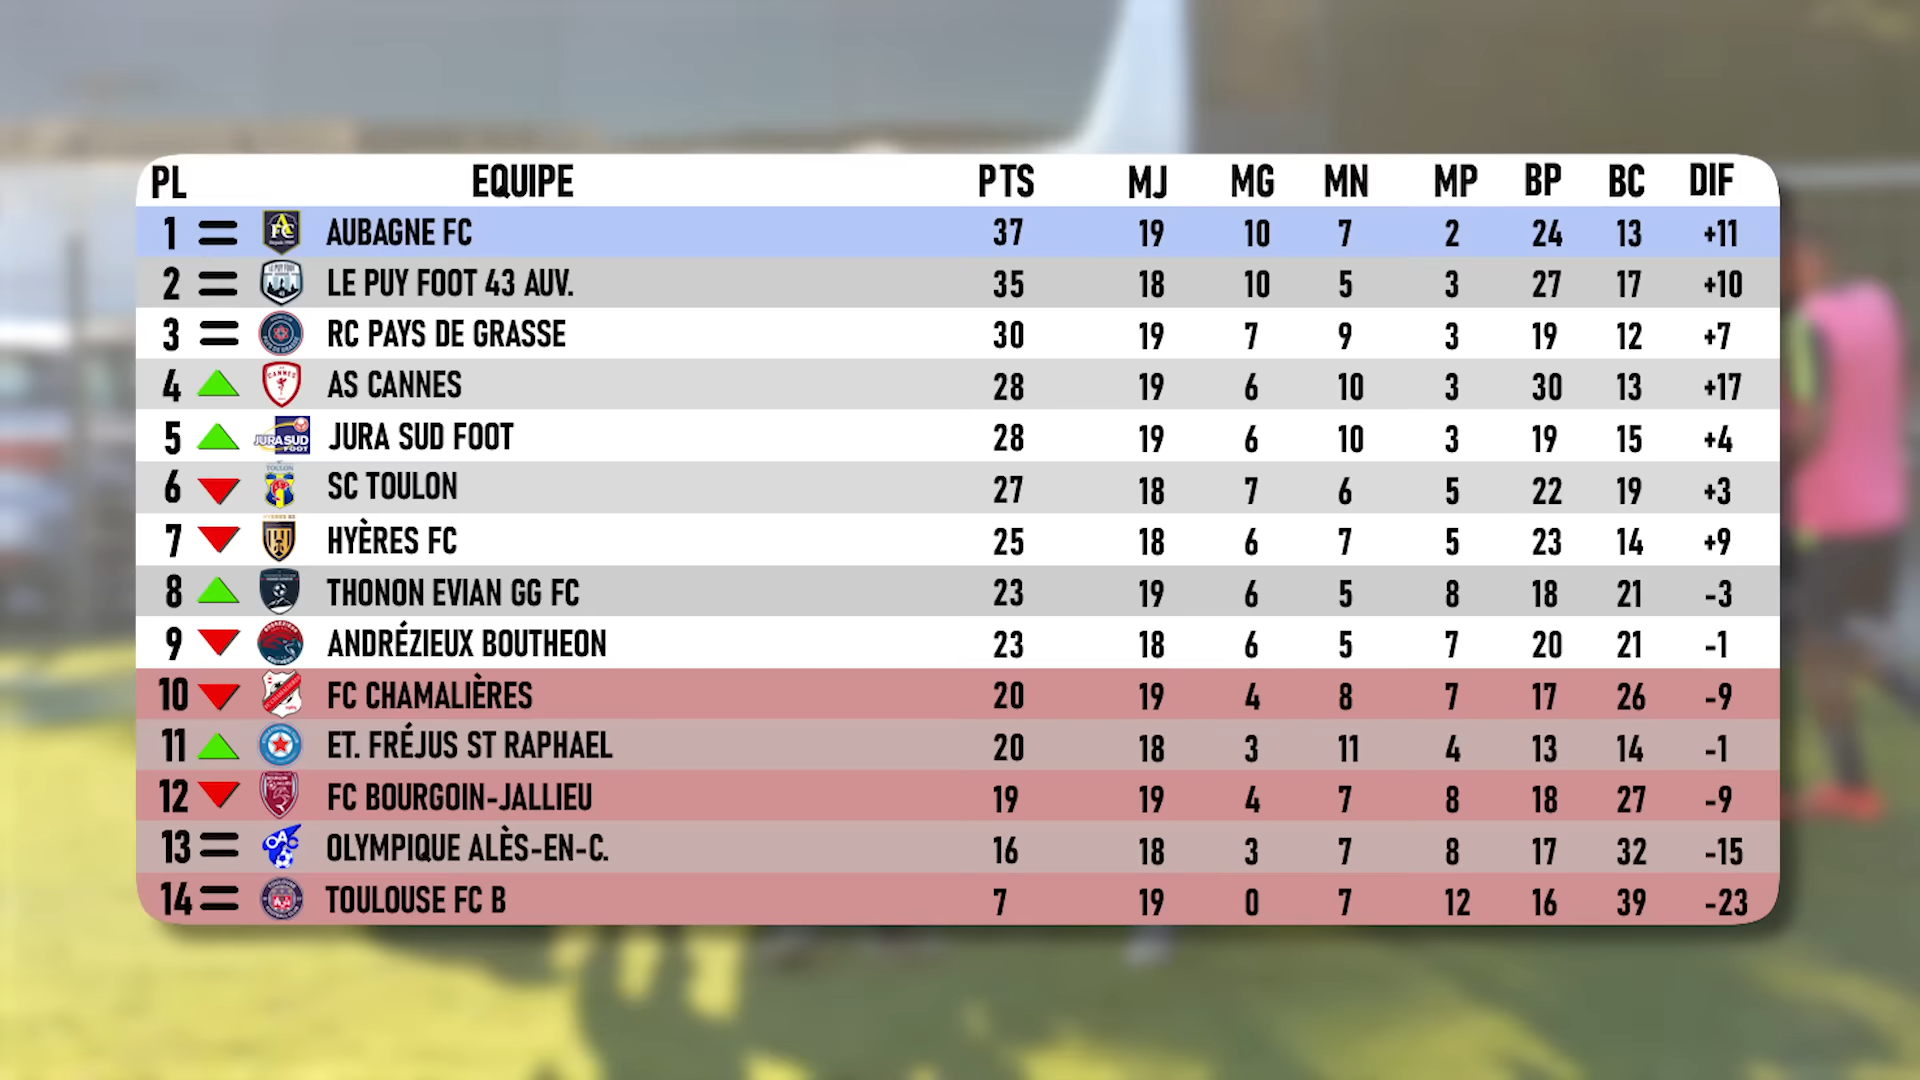 PL EQUIPE PTS MJ MG MN MP BP BC DIF
1 AUBAGNE FC 37 19 10 7 2 24 13 +11
2 LE PUY FOOT 43 AUV. 35 18 10 5 3 27 17 +10
3 RC PAYS DE GRASSE 30 19 7 9 3 19 12 +7
4 AS CANNES 28 19 6 10 3 30 13 +17
5 JURA SUD FOOT 28 19 6 10 3 19 15 +4
6 SC TOULON 27 18 7 6 5 22 19 +3
7 HYÈRES FC 25 18 6 7 5 23 14 +9
8 THONON EVIAN GG FC 23 19 6 5 8 18 21 -3
9 ANDRÉZIEUX BOUTHEON 23 18 6 5 7 20 21 -1
10 FC CHAMALIÈRES 20 19 4 8 7 17 26 -9
11 ET. FRÉJUS ST RAPHAEL 20 18 3 11 4 13 14 -1
12 FC BOURGOIN-JALLIEU 19 19 4 7 8 18 27 -9
13 OLYMPIQUE ALÈS-EN-C. 16 18 3 7 8 17 32 -15
14 TOULOUSE FC B 7 19 0 7 12 16 39 -23